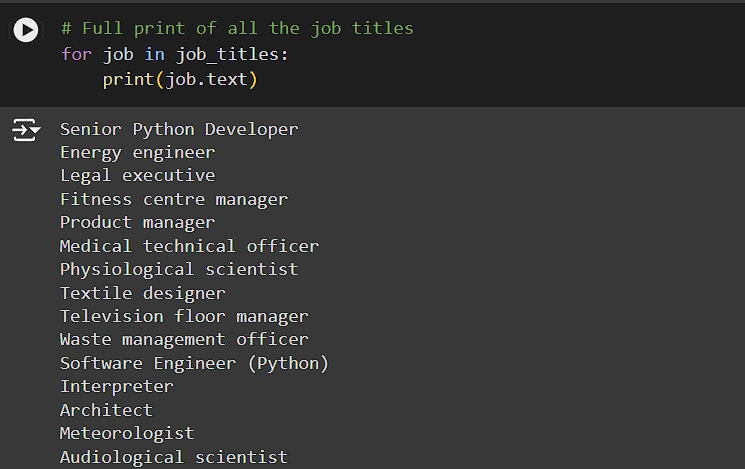 # Full print of all the job titles
for job in job_titles:
    print(job.text)
Senior Python Developer
Energy engineer
Legal executive
Fitness centre manager
Product manager
Medical technical officer
Physiological scientist
Textile designer
Television floor manager
Waste management officer
Software Engineer (Python)
Interpreter
Architect
Meteorologist
Audiological scientist